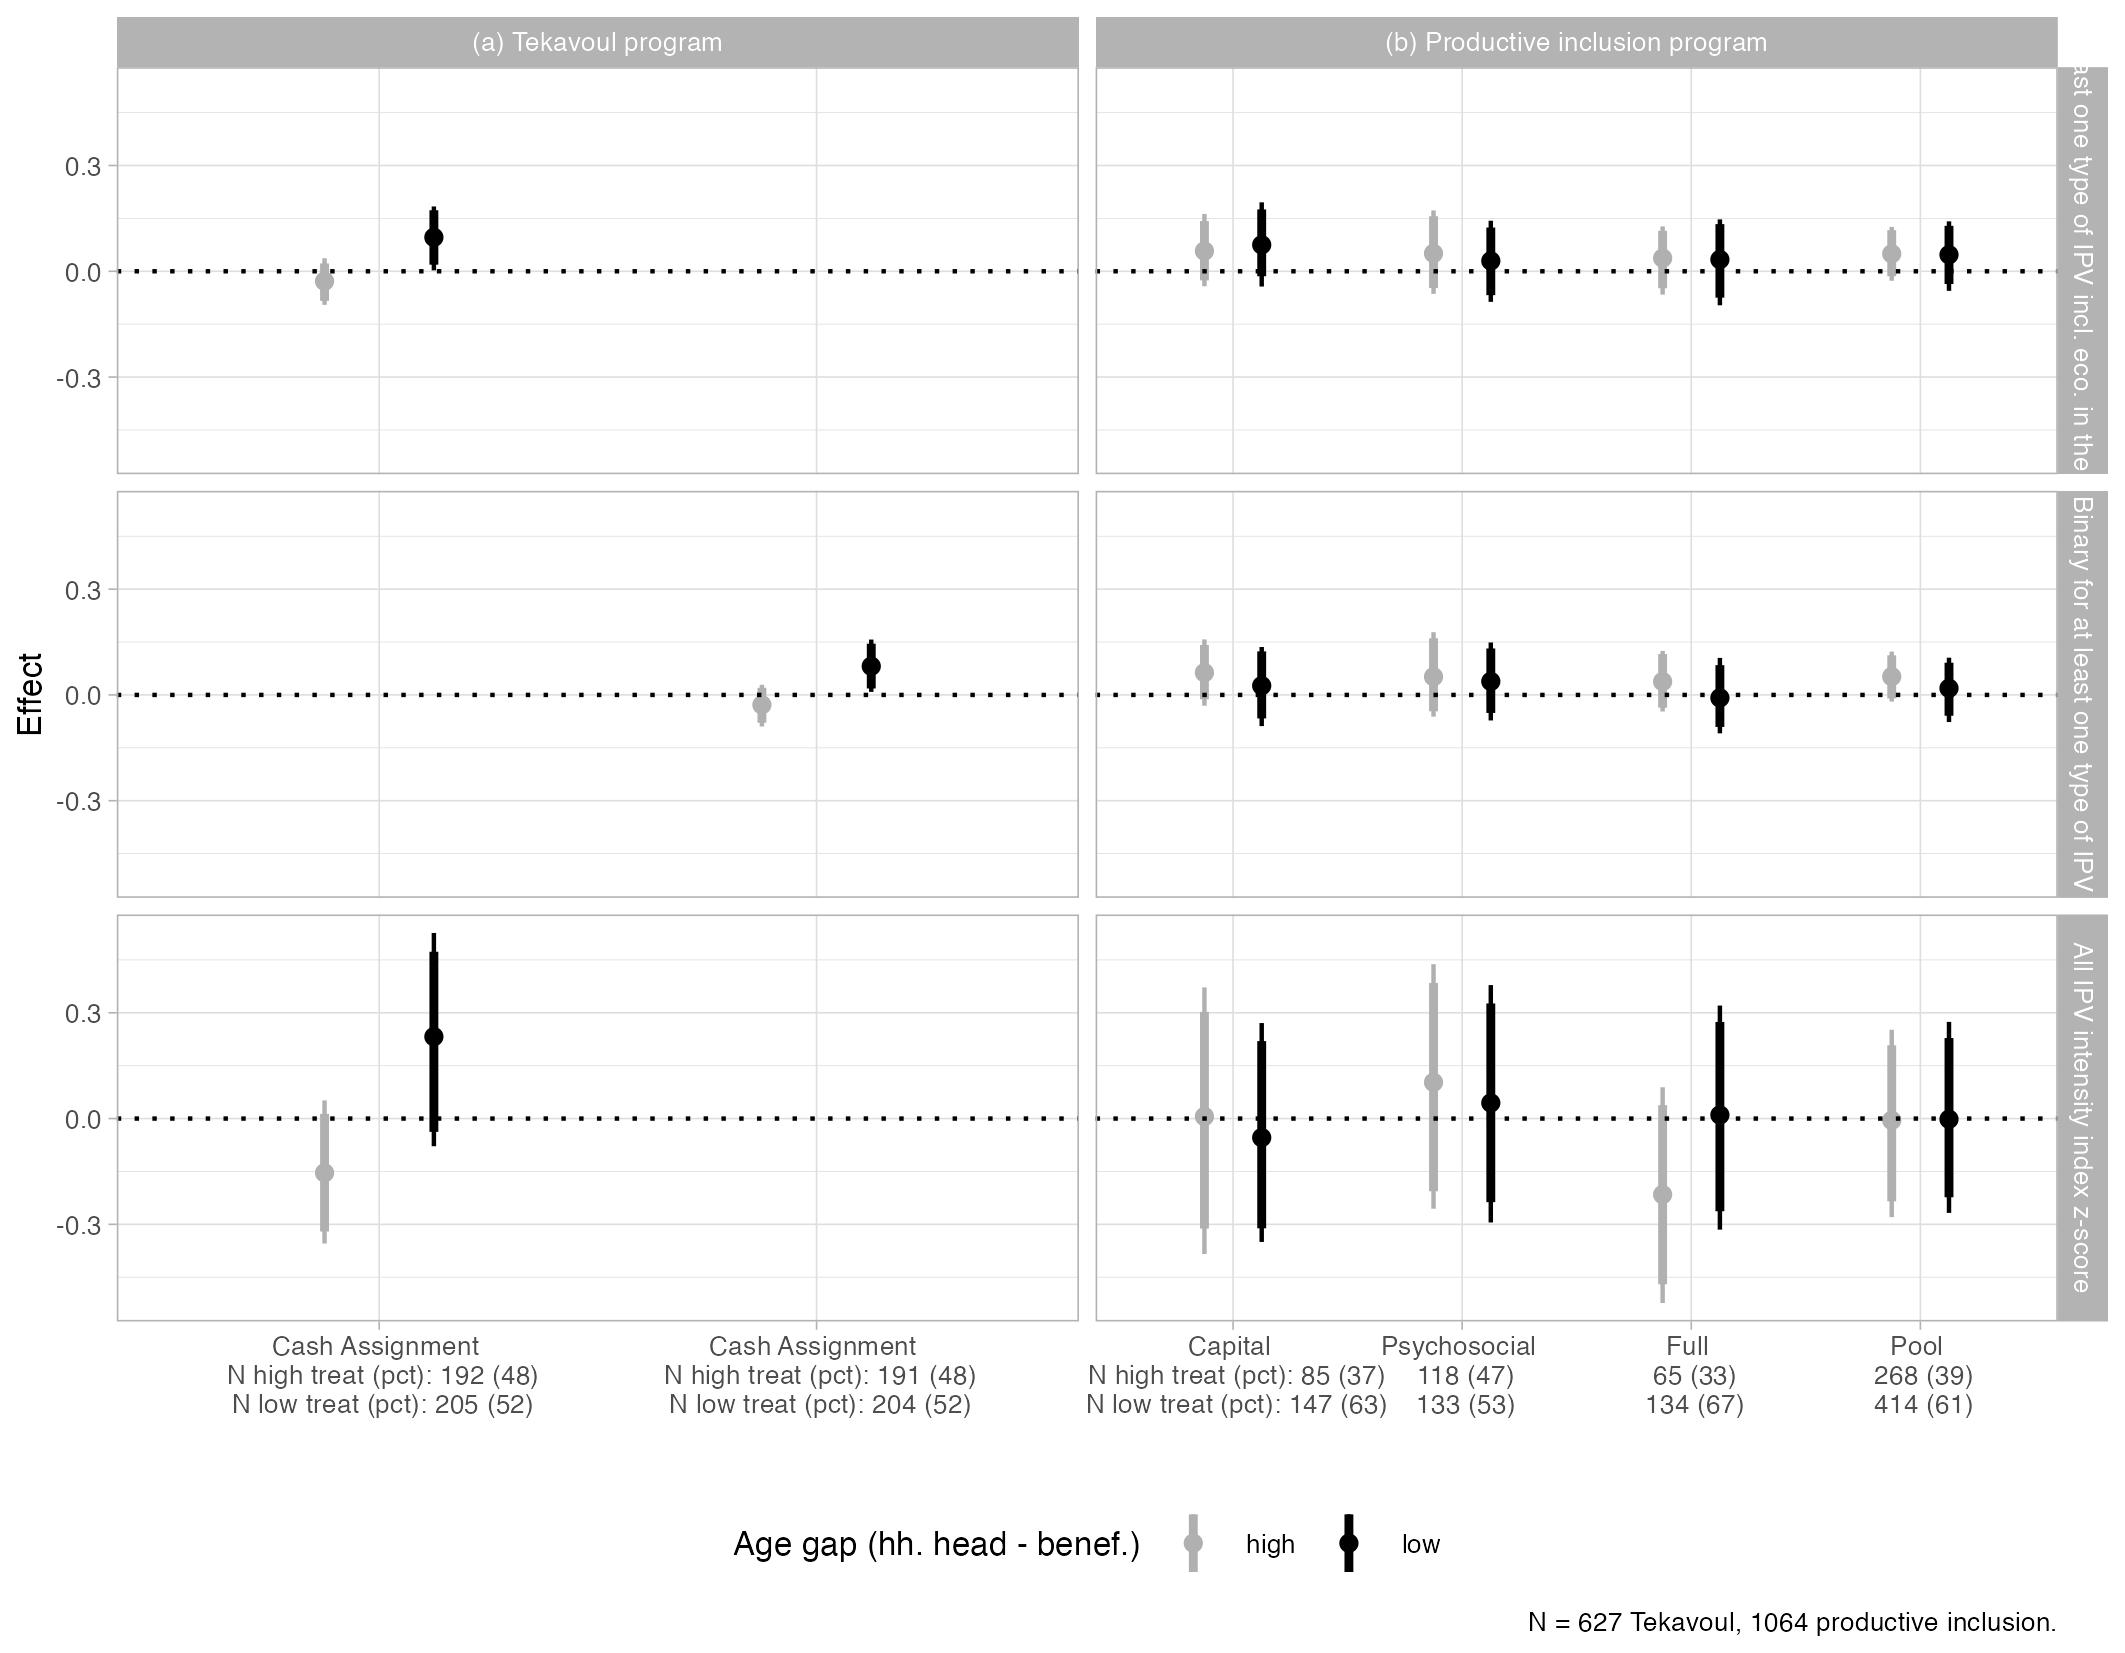 (a) Tekavoul program
(b) Productive inclusion program
0.3
0.0
-0.3
one type of IPV incl. eco. in the
Effect
0.3
0.0
-0.3
Binary for at least one type of IPV
0.3
0.0
-0.3
All IPV intensity index z-score
Cash Assignment
N high treat (pct): 192 (48)
N low treat (pct): 205 (52)
Cash Assignment
N high treat (pct): 191 (48)
N low treat (pct): 204 (52)
Capital
N high treat (pct): 85 (37)
N low treat (pct): 147 (63)
Psychosocial
118 (47)
133 (53)
Full
65 (33)
134 (67)
Pool
268 (39)
414 (61)
Age gap (hh. head - benef.)
high
low
N = 627 Tekavoul, 1064 productive inclusion.